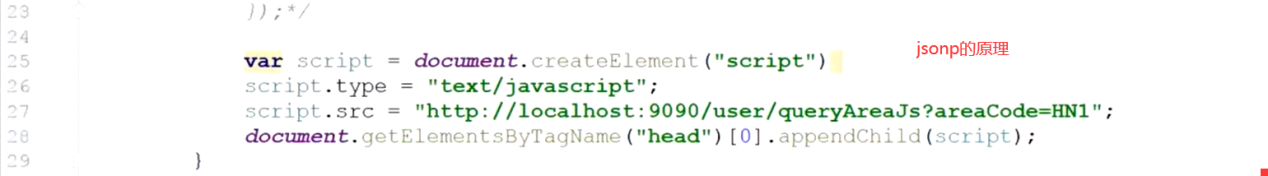 23 });*/
24
25 var script = document.createElement("script")
jsonp的原理
26 script.type = "text/javascript";
27 script.src = "http://localhost:9090/user/queryAreaJs?areaCode=HN1";
28 document.getElementsByTagName("head")[0].appendChild(script);
29 }